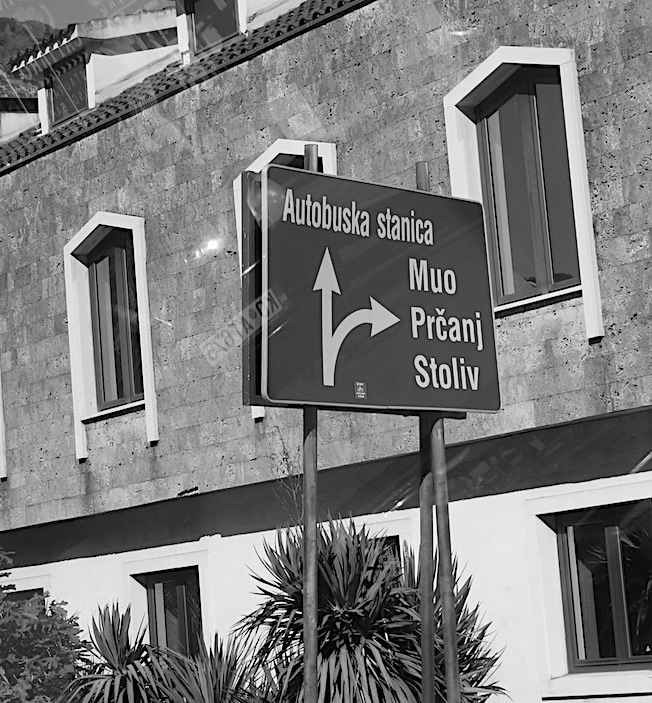 Autobuska stanica
Muo
Prčanj
Stoliv